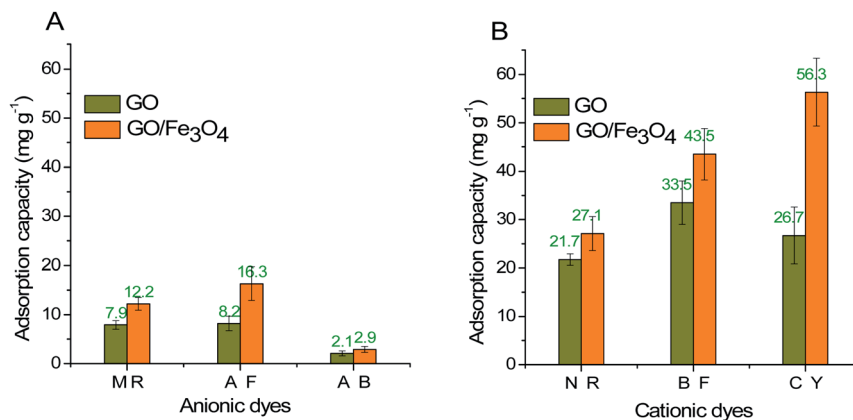 A
Adsorption capacity (mg g⁻¹)
60
50
40
30
20
10
0
GO
GO/Fe₃O₄
7.9
12.2
8.2
16.3
2.1
2.9
MR
A F
A B
Anionic dyes
B
Adsorption capacity (mg g⁻¹)
60
50
40
30
20
10
0
GO
GO/Fe₃O₄
21.7
27.1
33.5
43.5
26.7
56.3
N R
B F
C Y
Cationic dyes